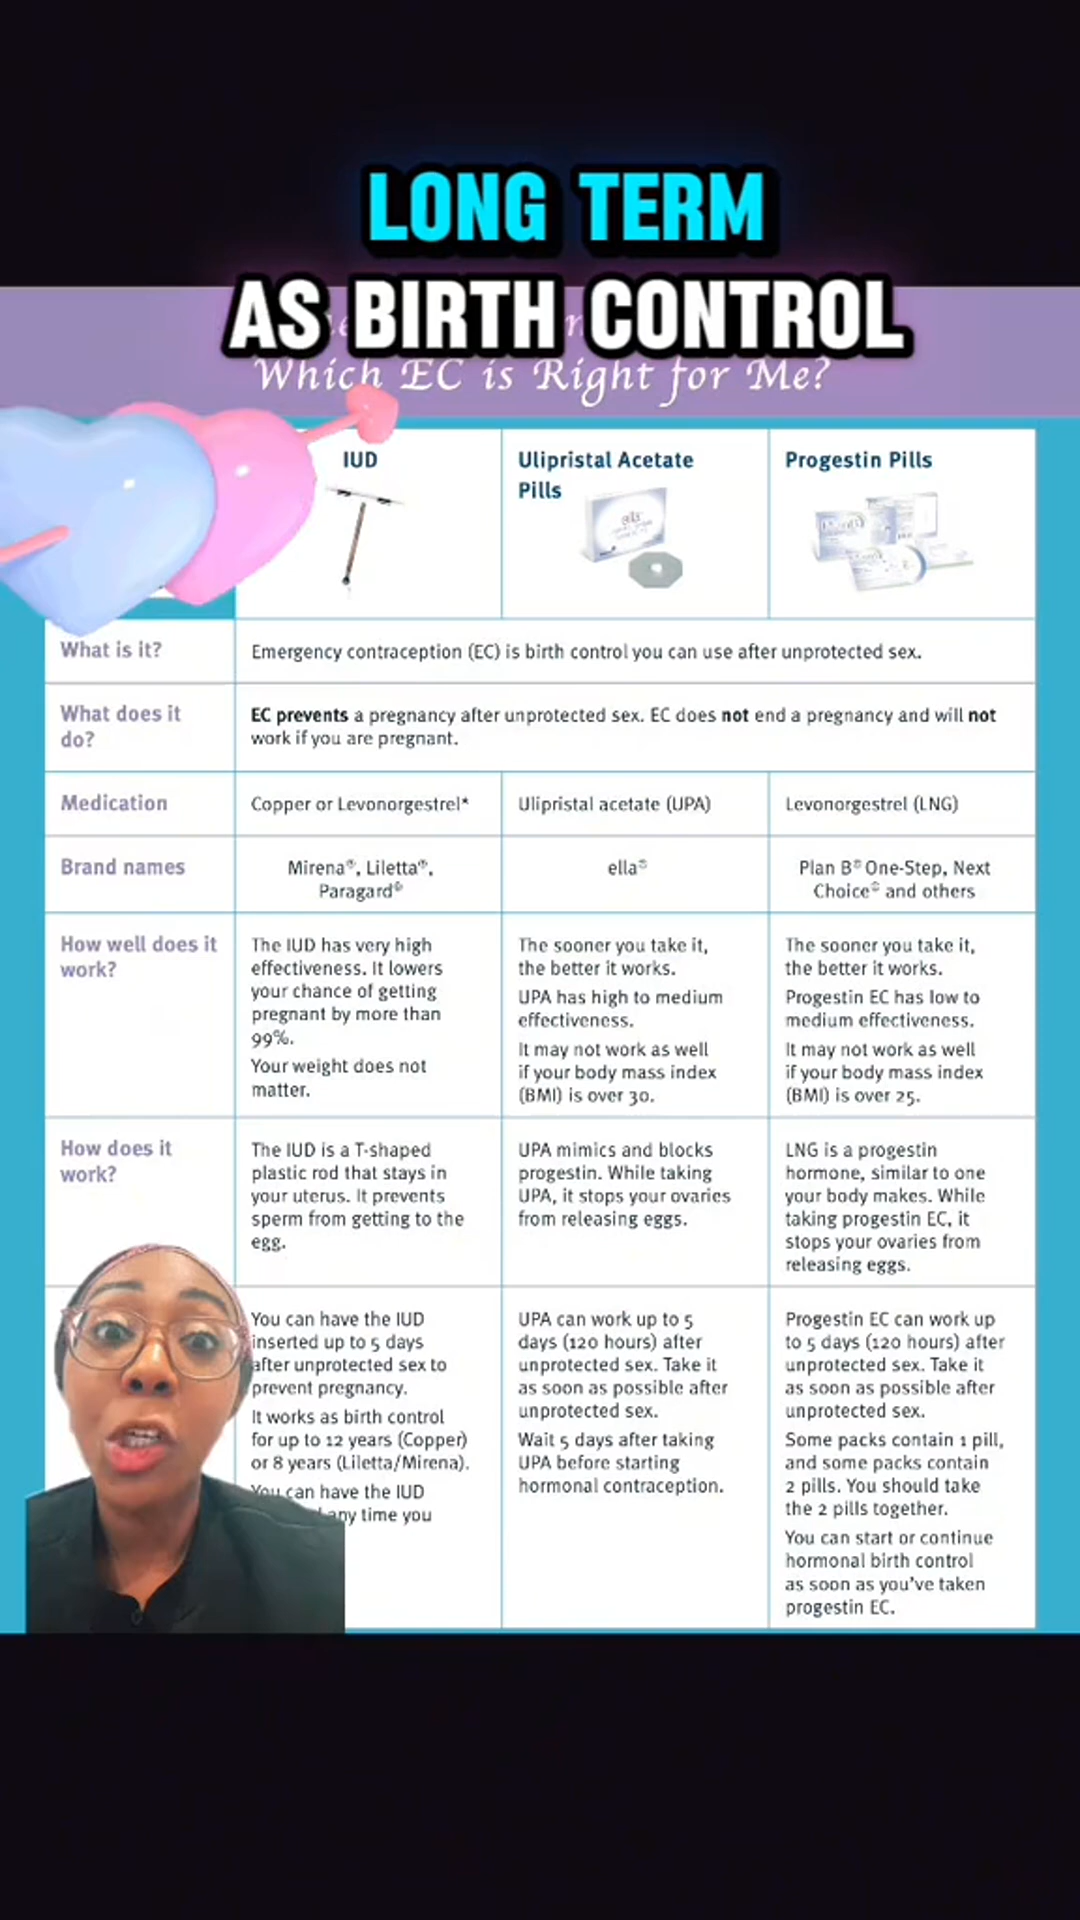 LONG TERM
AS BIRTH CONTROL
Which EC is Right for Me?
IUD
Ulipristal Acetate
Pills
ella
Progestin Pills
What is it?
Emergency contraception (EC) is birth control you can use after unprotected sex.
What does it
do?
EC prevents a pregnancy after unprotected sex. EC does not end a pregnancy and will not
work if you are pregnant.
Medication
Copper or Levonorgestrel*
Ulipristal acetate (UPA)
Levonorgestrel (LNG)
Brand names
Mirena®, Liletta®,
Paragard®
ella®
Plan B® One-Step, Next
Choice® and others
How well does it
work?
The IUD has very high
effectiveness. It lowers
your chance of getting
pregnant by more than
99%.
Your weight does not
matter.
The sooner you take it,
the better it works.
UPA has high to medium
effectiveness.
It may not work as well
if your body mass index
(BMI) is over 30.
The sooner you take it,
the better it works.
Progestin EC has low to
medium effectiveness.
It may not work as well
if your body mass index
(BMI) is over 25.
How does it
work?
The IUD is a T-shaped
plastic rod that stays in
your uterus. It prevents
sperm from getting to the
egg.
UPA mimics and blocks
progestin. While taking
UPA, it stops your ovaries
from releasing eggs.
LNG is a progestin
hormone, similar to one
your body makes. While
taking progestin EC, it
stops your ovaries from
releasing eggs.
You can have the IUD
inserted up to 5 days
after unprotected sex to
prevent pregnancy.
It works as birth control
for up to 12 years (Copper)
or 8 years (Liletta/Mirena).
You can have the IUD
any time you
UPA can work up to 5
days (120 hours) after
unprotected sex. Take it
as soon as possible after
unprotected sex.
Wait 5 days after taking
UPA before starting
hormonal contraception.
Progestin EC can work up
to 5 days (120 hours) after
unprotected sex. Take it
as soon as possible after
unprotected sex.
Some packs contain 1 pill,
and some packs contain
2 pills. You should take
the 2 pills together.
You can start or continue
hormonal birth control
as soon as you've taken
progestin EC.